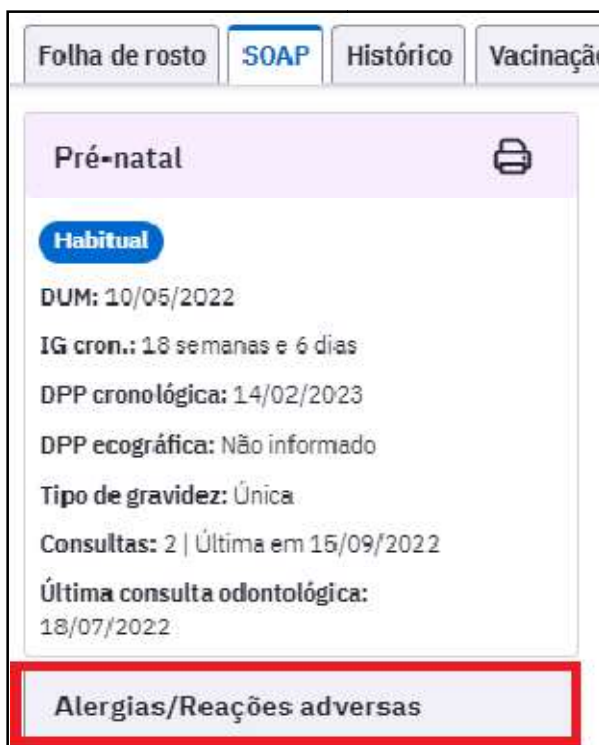 Folha de rosto SOAP Histórico Vacinação
Pré-natal
Habitual
DUM: 10/05/2022
IG cron.: 18 semanas e 6 dias
DPP cronológica: 14/02/2023
DPP ecográfica: Não informado
Tipo de gravidez: Única
Consultas: 2 | Última em 15/09/2022
Última consulta odontológica:
18/07/2022
Alergias/Reações adversas